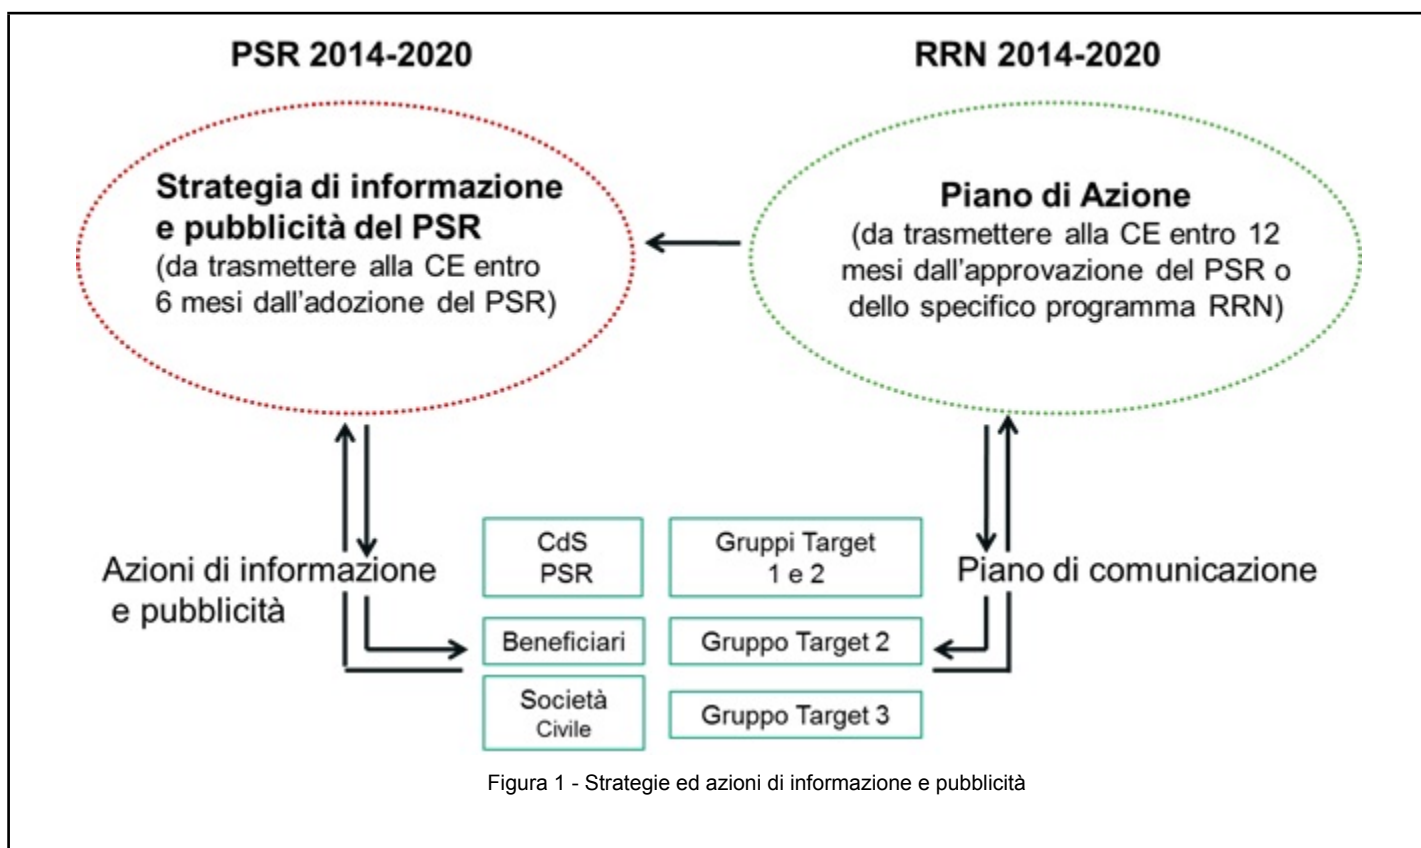 PSR 2014-2020
RRN 2014-2020
Strategia di informazione
e pubblicità del PSR
(da trasmettere alla CE entro
6 mesi dall'adozione del PSR)
Piano di Azione
(da trasmettere alla CE entro 12
mesi dall'approvazione del PSR o
dello specifico programma RRN)
Azioni di informazione
e pubblicità
CdS
PSR
Gruppi Target
1 e 2
Beneficiari
Gruppo Target 2
Società
Civile
Gruppo Target 3
Piano di comunicazione
Figura 1 - Strategie ed azioni di informazione e pubblicità